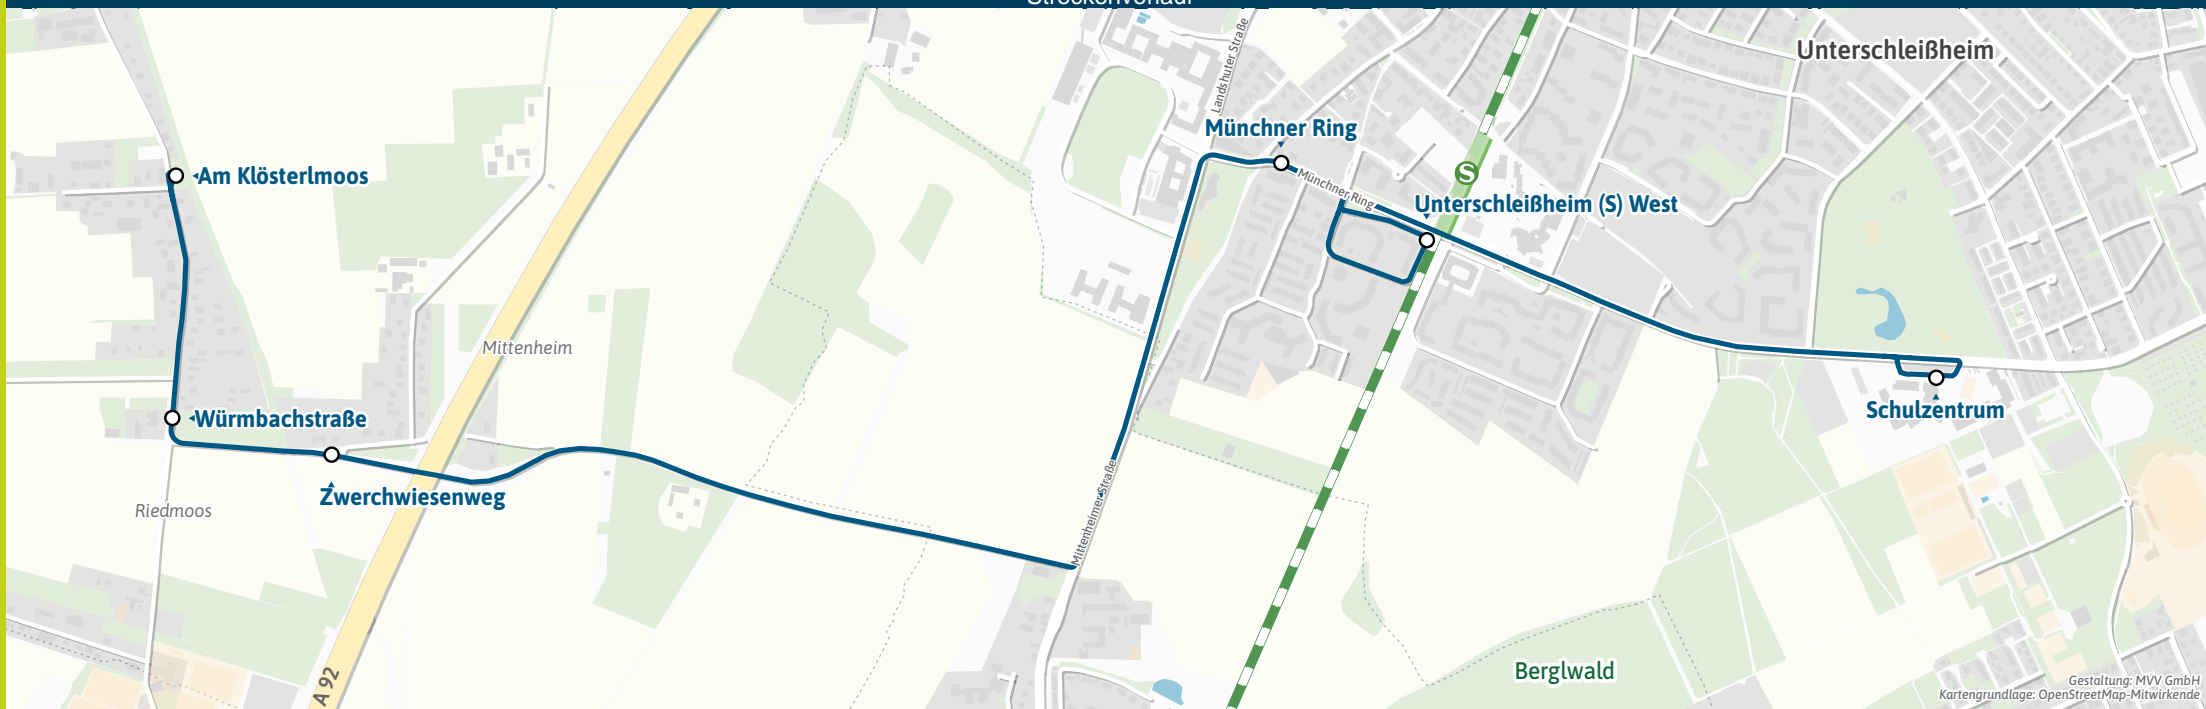 Streckenverlauf
Unterschleißheim
Landshuter Straße
Münchner Ring
Am Klösterlmoos
S
Münchner Ring
Unterschleißheim (S) West
Mittenheim
Würmbachstraße
Schulzentrum
Zwerchwiesenweg
Riedmoos
Mittenheimer Straße
Berglwald
A 92
Gestaltung: MVV GmbH
Kartengrundlage: OpenStreetMap-Mitwirkende